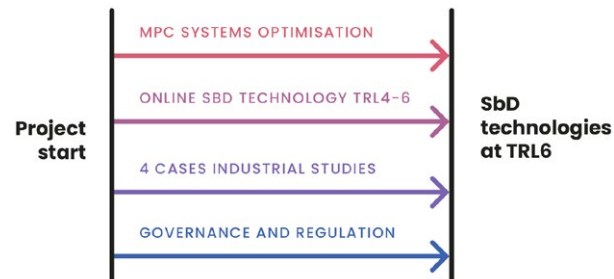 MPC SYSTEMS OPTIMISATION
ONLINE SBD TECHNOLOGY TRL4-6
Project
start
SbD
technologies
at TRL6
4 CASES INDUSTRIAL STUDIES
GOVERNANCE AND REGULATION